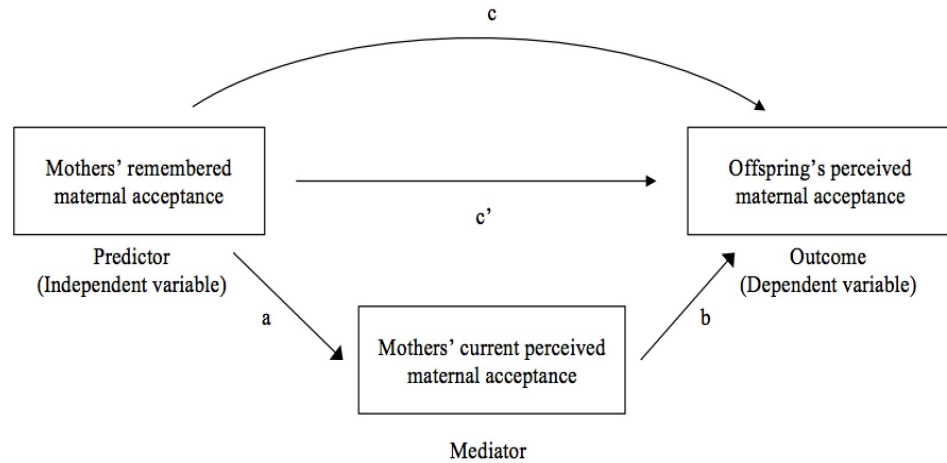 c
Mothers’ remembered
maternal acceptance
Offspring’s perceived
maternal acceptance
c’
Predictor
(Independent variable)
Outcome
(Dependent variable)
a
b
Mothers’ current perceived
maternal acceptance
Mediator